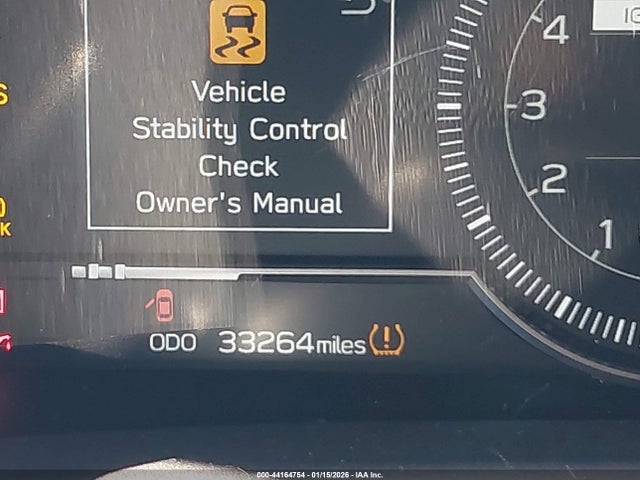 4
Vehicle
Stability Control
3
Check
2
Owner's Manual
1
ODO 33264 miles
000-44164754 - 01/15/2026 - IAA Inc.